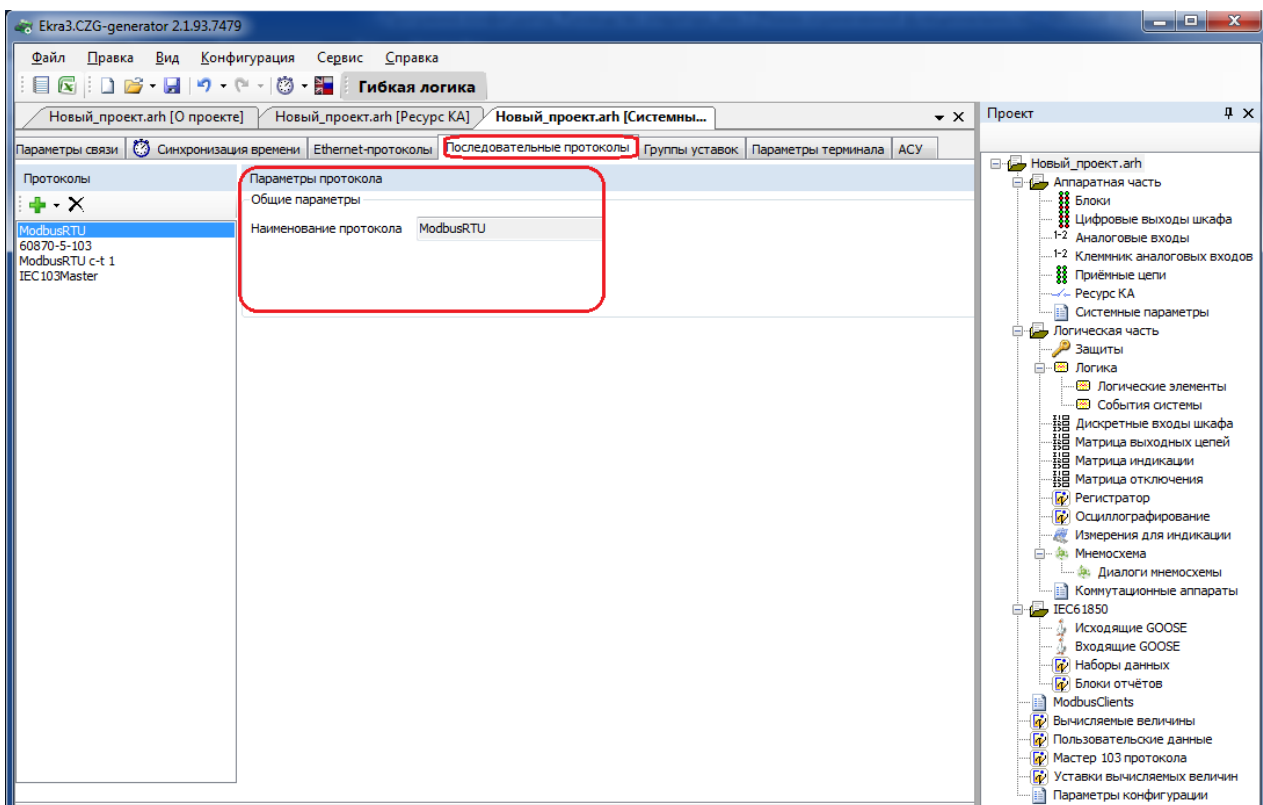 Ekra3.CZG-generator 2.1.93.7479
Файл Правка Вид Конфигурация Сервис Справка
Гибкая логика
Новый_проект.arh [О проекте] Новый_проект.arh [Ресурс КА] Новый_проект.arh [Системны...
Параметры связи Синхронизация времени Ethernet-протоколы Последовательные протоколы Группы уставок Параметры терминала АСУ
Протоколы
ModbusRTU
60870-5-103
ModbusRTU c-t 1
IEC103Master
Параметры протокола
Общие параметры
Наименование протокола ModbusRTU
Проект
Новый_проект.arh
Аппаратная часть
Блоки
Цифровые выходы шкафа
1-2 Аналоговые входы
1-2 Клеммник аналоговых входов
Приёмные цепи
Ресурс КА
Системные параметры
Логическая часть
Защиты
Логика
Логические элементы
События системы
Дискретные входы шкафа
Матрица выходных цепей
Матрица индикации
Матрица отключения
Регистратор
Осциллографирование
Измерения для индикации
Мнемосхема
Диалоги мнемосхемы
Коммутационные аппараты
IEC61850
Исходящие GOOSE
Входящие GOOSE
Наборы данных
Блоки отчётов
ModbusClients
Вычисляемые величины
Пользовательские данные
Мастер 103 протокола
Уставки вычисляемых величин
Параметры конфигурации